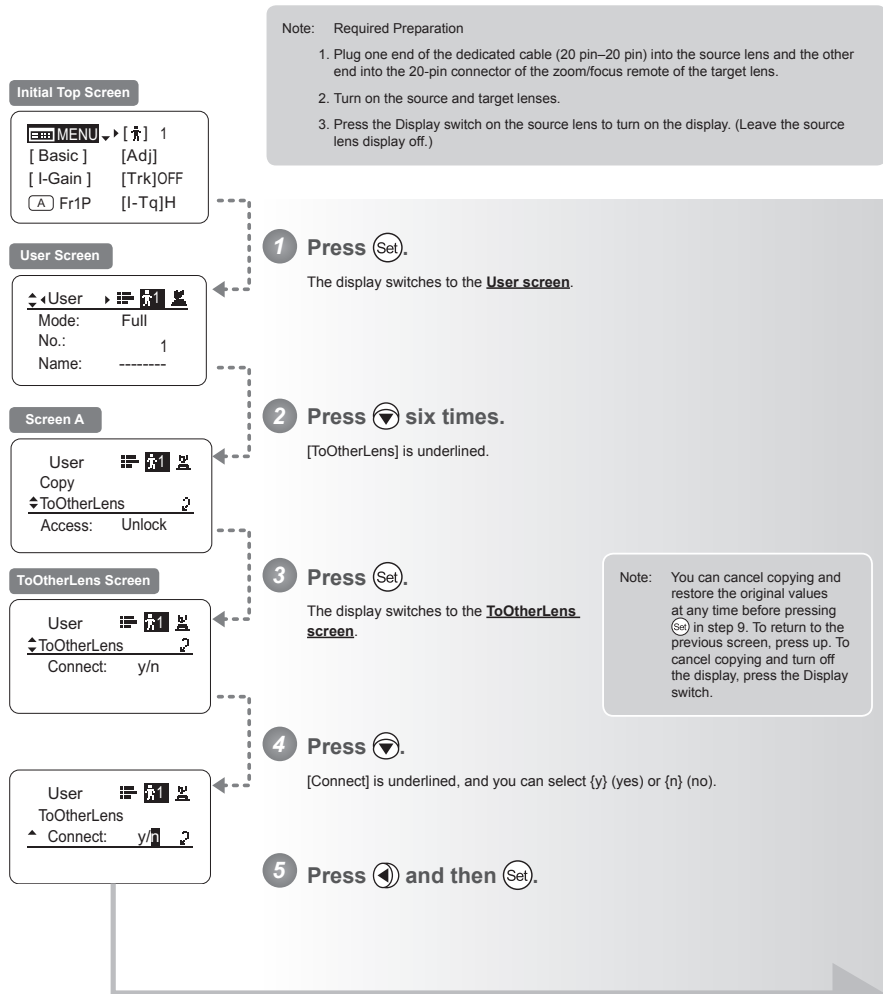 Note: Required Preparation
1. Plug one end of the dedicated cable (20 pin–20 pin) into the source lens and the other
end into the 20-pin connector of the zoom/focus remote of the target lens.
2. Turn on the source and target lenses.
3. Press the Display switch on the source lens to turn on the display. (Leave the source
lens display off.)
Initial Top Screen
MENU [ ] 1
[ Basic ] [Adj]
[ I-Gain ] [Trk]OFF
A Fr1P [I-Tq]H
1 Press Set.
The display switches to the User screen.
User Screen
User 1
Mode: Full
No.: 1
Name: --------
2 Press six times.
[ToOtherLens] is underlined.
Screen A
User 1
Copy
ToOtherLens
Access: Unlock
3 Press Set.
The display switches to the ToOtherLens
screen.
Note: You can cancel copying and
restore the original values
at any time before pressing
Set in step 9. To return to the
previous screen, press up. To
cancel copying and turn off
the display, press the Display
switch.
ToOtherLens Screen
User 1
ToOtherLens
Connect: y/n
4 Press .
[Connect] is underlined, and you can select {y} (yes) or {n} (no).
User 1
ToOtherLens
Connect: y/n
5 Press and then Set.